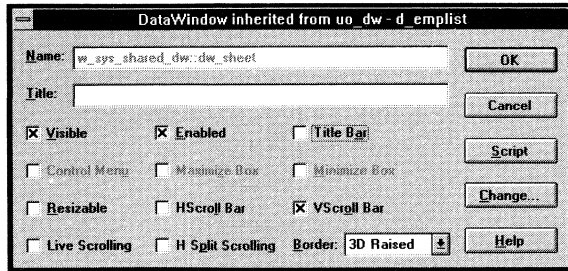 DataWindow inherited from uo_dw - d_emplist
Name: w_sys_shared_dw::dw_sheet
OK
Title:
Cancel
Visible Enabled Title Bar
Script
Control Menu Maximize Box Minimize Box
Change...
Resizable HScroll Bar VScroll Bar
Live Scrolling H Split Scrolling Border: 3D Raised
Help